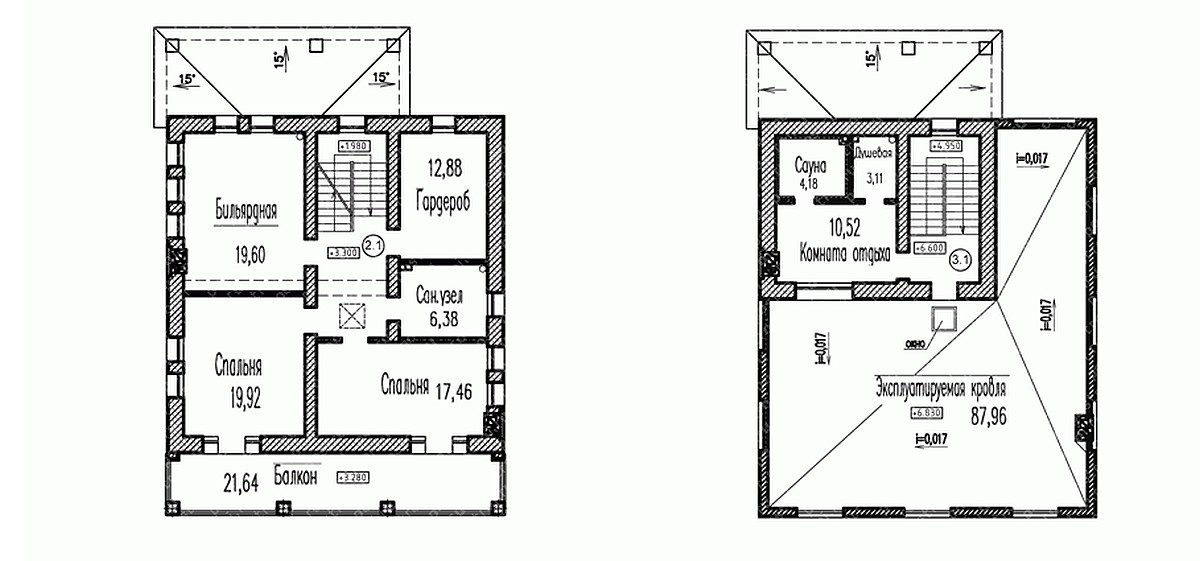 15°
15°
15°
+1.980
12,88
Гардероб
Бильярдная
19,60
+3.300
2.1
Сан.узел
6,38
Спальня
19,92
Спальня 17,46
21,64 Балкон
+3.280
15°
+4.950
i=0,017
Сауна
4,18
Душевая
3,11
10,52
Комната отдыха
+6.600
3.1
i=0,017
i=0,017
окно
Эксплуатируемая кровля
+6.830
87,96
i=0,017